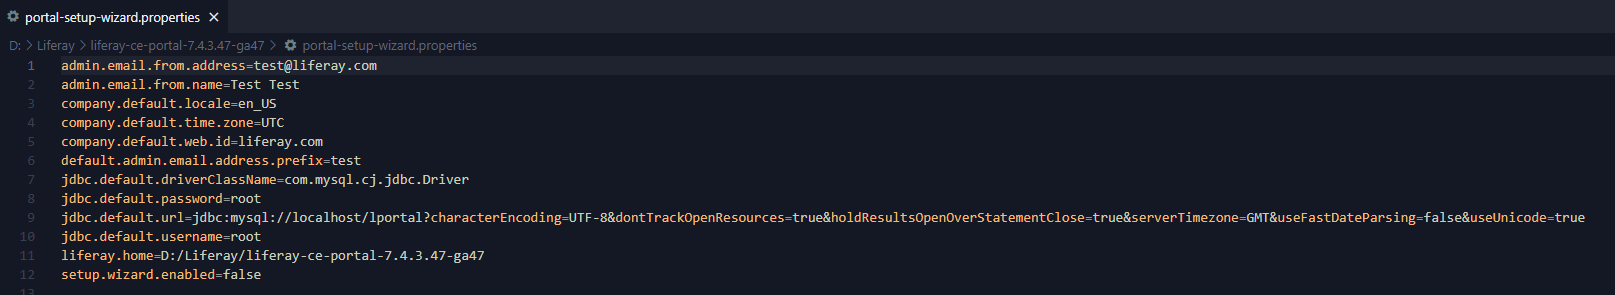 portal-setup-wizard.properties ×
D: > Liferay > liferay-ce-portal-7.4.3.47-ga47 > portal-setup-wizard.properties
1 admin.email.from.address=test@liferay.com
2 admin.email.from.name=Test Test
3 company.default.locale=en_US
4 company.default.time.zone=UTC
5 company.default.web.id=liferay.com
6 default.admin.email.address.prefix=test
7 jdbc.default.driverClassName=com.mysql.cj.jdbc.Driver
8 jdbc.default.password=root
9 jdbc.default.url=jdbc:mysql://localhost/lportal?characterEncoding=UTF-8&dontTrackOpenResources=true&holdResultsOpenOverStatementClose=true&serverTimezone=GMT&useFastDateParsing=false&useUnicode=true
10 jdbc.default.username=root
11 liferay.home=D:/Liferay/liferay-ce-portal-7.4.3.47-ga47
12 setup.wizard.enabled=false
13